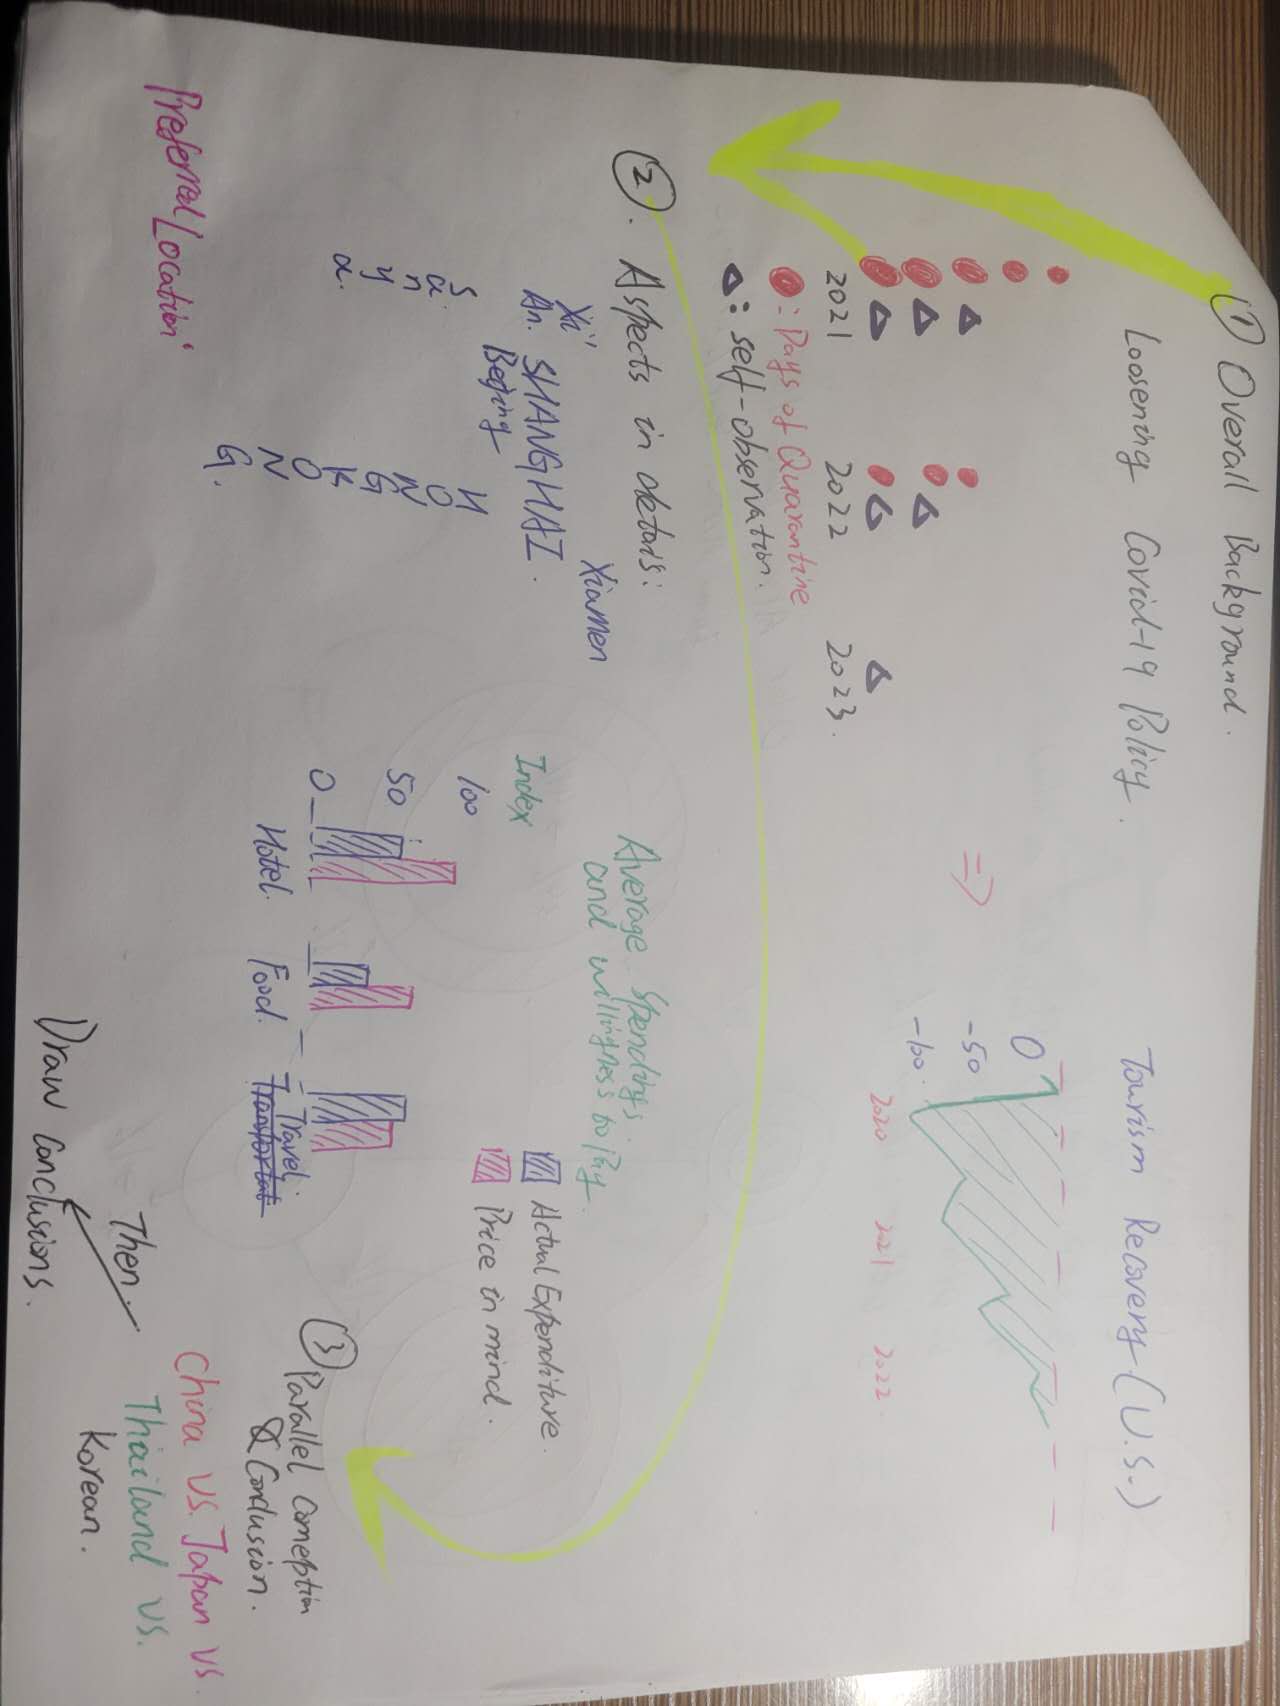 ① Overall Background.
Loosening Covid-19 Policy.
2021 2022 2023.
: Days of Quarantine
: self-observation.
Tourism Recovery (U.S.)
0
-50
-100
2020 2021 2022
② . Aspects in details:
Xi'
An.
Xiamen
SHANGHAI.
Beijing
Sanya.
HONGKONG.
Preferred Location
Average Spendings
and willingness to Pay.
Actual Expenditure
Price in mind.
Index
100
50
0
Hotel. Food. Travel.
Transportat
③ Parallel
& Conclusion.
China VS. Japan VS
Thailand VS.
Korean.
Then.
Draw conclusions.